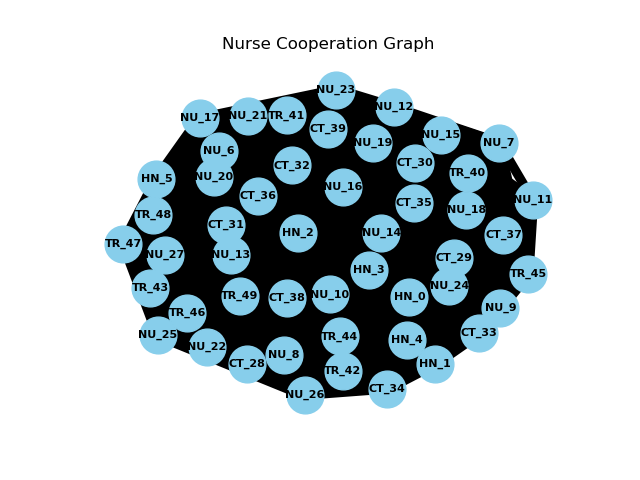 Nurse Cooperation Graph
NU_23
NU_12
NU_17
NU_21
TR_41
CT_39
NU_15
NU_19
NU_7
NU_6
CT_32
CT_30
TR_40
HN_5
NU_20
NU_16
CT_36
NU_11
CT_35
NU_18
TR_48
CT_31
HN_2
NU_14
CT_37
TR_47
NU_27
NU_13
CT_29
HN_3
TR_45
TR_43
NU_24
TR_49
CT_38
NU_10
HN_0
NU_9
TR_46
NU_25
CT_33
TR_44
HN_4
NU_22
NU_8
CT_28
HN_1
TR_42
CT_34
NU_26